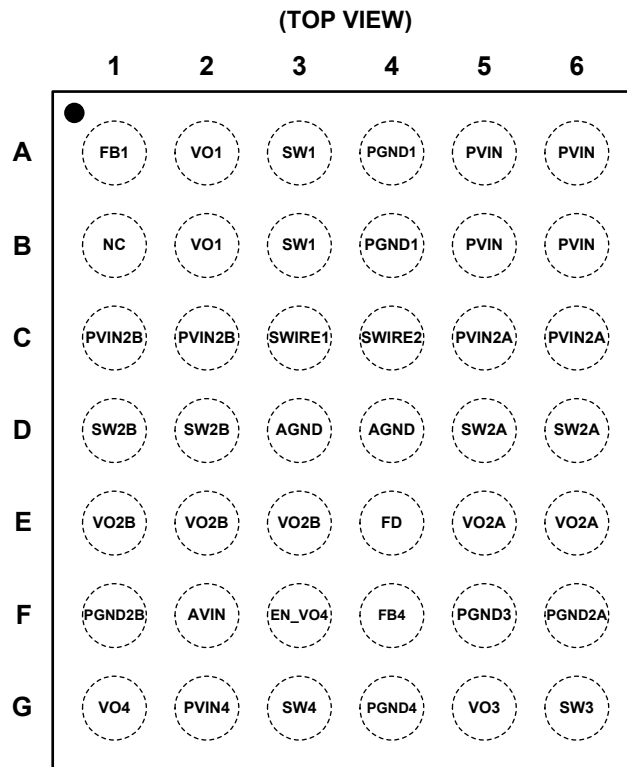 (TOP VIEW)
1 2 3 4 5 6
A FB1 VO1 SW1 PGND1 PVIN PVIN
B NC VO1 SW1 PGND1 PVIN PVIN
C PVIN2B PVIN2B SWIRE1 SWIRE2 PVIN2A PVIN2A
D SW2B SW2B AGND AGND SW2A SW2A
E VO2B VO2B VO2B FD VO2A VO2A
F PGND2B AVIN EN_VO4 FB4 PGND3 PGND2A
G VO4 PVIN4 SW4 PGND4 VO3 SW3